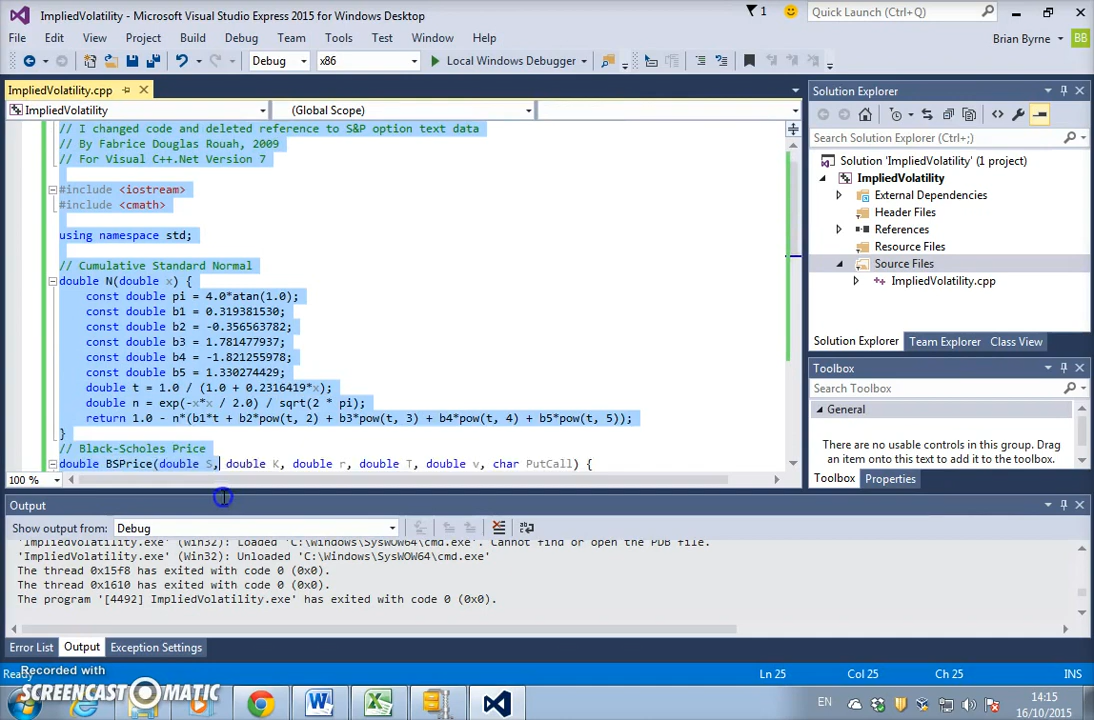 ImpliedVolatility - Microsoft Visual Studio Express 2015 for Windows Desktop
1
Quick Launch (Ctrl+Q)
File Edit View Project Build Debug Team Tools Test Window Help
Brian Byrne BB
Debug x86 Local Windows Debugger
ImpliedVolatility.cpp
ImpliedVolatility (Global Scope)
// I changed code and deleted reference to S&P option text data
// By Fabrice Douglas Rouah, 2009
// For Visual C++.Net Version 7
#include <iostream>
#include <cmath>
using namespace std;
// Cumulative Standard Normal
double N(double x) {
const double pi = 4.0*atan(1.0);
const double b1 = 0.319381530;
const double b2 = -0.356563782;
const double b3 = 1.781477937;
const double b4 = -1.821255978;
const double b5 = 1.330274429;
double t = 1.0 / (1.0 + 0.2316419*x);
double n = exp(-x*x / 2.0) / sqrt(2 * pi);
return 1.0 - n*(b1*t + b2*pow(t, 2) + b3*pow(t, 3) + b4*pow(t, 4) + b5*pow(t, 5));
}
// Black-Scholes Price
double BSPrice(double S, double K, double r, double T, double v, char PutCall) {
100 %
Solution Explorer
Search Solution Explorer (Ctrl+;)
Solution 'ImpliedVolatility' (1 project)
ImpliedVolatility
External Dependencies
Header Files
References
Resource Files
Source Files
ImpliedVolatility.cpp
Solution Explorer Team Explorer Class View
Toolbox
Search Toolbox
General
There are no usable controls in this group. Drag
an item onto this text to add it to the toolbox.
Toolbox Properties
Output
Show output from: Debug
'ImpliedVolatility.exe' (Win32): Loaded 'C:\Windows\SysWOW64\cmd.exe'. Cannot find or open the PDB file.
'ImpliedVolatility.exe' (Win32): Unloaded 'C:\Windows\SysWOW64\cmd.exe'
The thread 0x15f8 has exited with code 0 (0x0).
The thread 0x1610 has exited with code 0 (0x0).
The program '[4492] ImpliedVolatility.exe' has exited with code 0 (0x0).
Error List Output Exception Settings
Ready Ln 25 Col 25 Ch 25 INS
Recorded with
SCREENCAST-O-MATIC
EN
14:15
16/10/2015